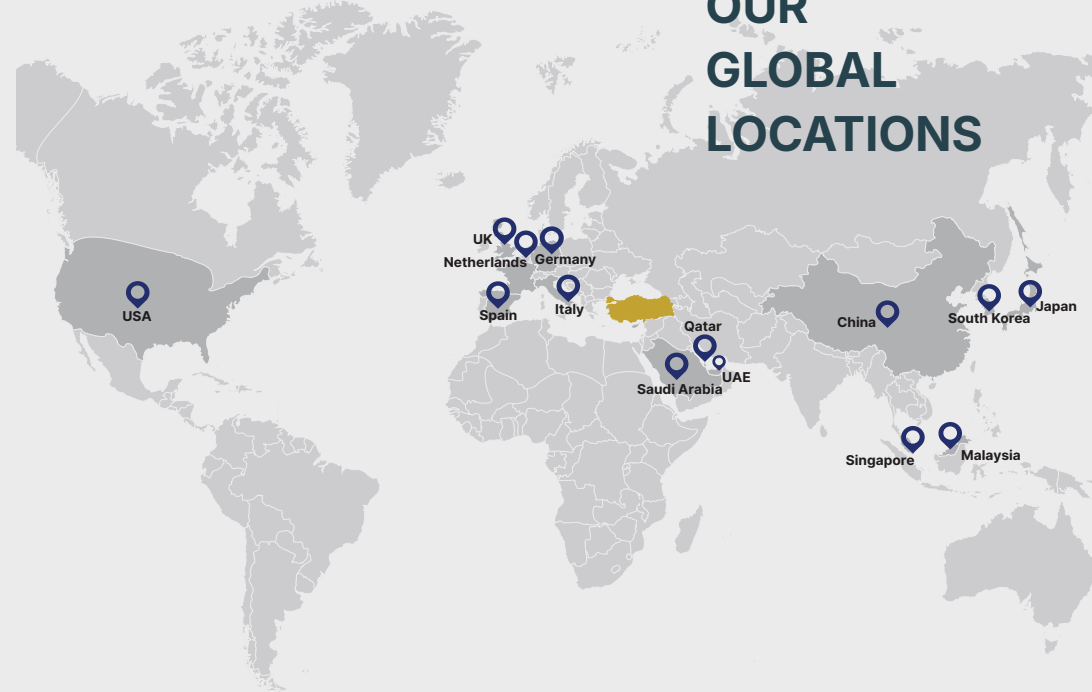 OUR
GLOBAL
LOCATIONS
UK
Netherlands
Germany
USA
Spain
Italy
Qatar
UAE
Saudi Arabia
China
South Korea
Japan
Singapore
Malaysia